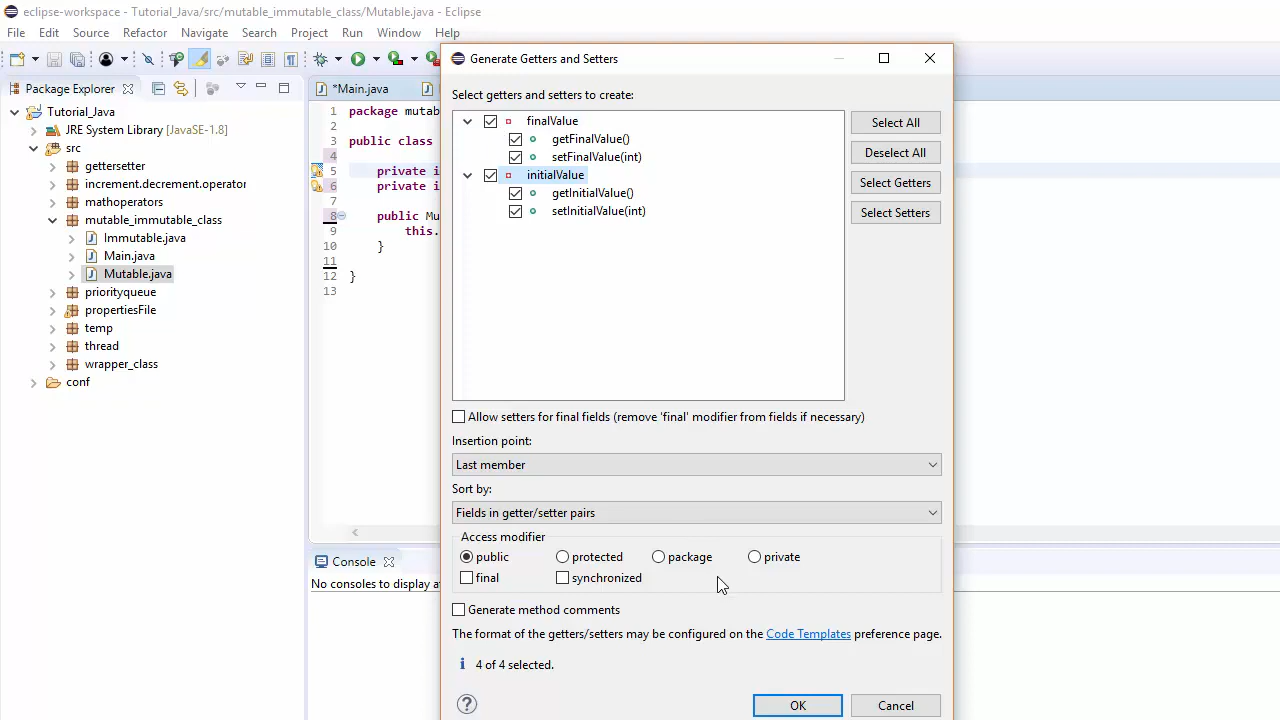 eclipse-workspace - Tutorial_Java/src/mutable_immutable_class/Mutable.java - Eclipse
File Edit Source Refactor Navigate Search Project Run Window Help
Package Explorer
Tutorial_Java
JRE System Library [JavaSE-1.8]
src
gettersetter
increment.decrement.operator
mathoperators
mutable_immutable_class
Immutable.java
Main.java
Mutable.java
priorityqueue
propertiesFile
temp
thread
wrapper_class
conf
*Main.java
1 package mutab
2
3 public class
4
5 private i
6 private i
7
8 public Mu
9 this.
10 }
11
12 }
13
Console
No consoles to display a
Generate Getters and Setters
Select getters and setters to create:
finalValue
getFinalValue()
setFinalValue(int)
initialValue
getInitialValue()
setInitialValue(int)
Select All
Deselect All
Select Getters
Select Setters
Allow setters for final fields (remove 'final' modifier from fields if necessary)
Insertion point:
Last member
Sort by:
Fields in getter/setter pairs
Access modifier
public protected package private
final synchronized
Generate method comments
The format of the getters/setters may be configured on the Code Templates preference page.
4 of 4 selected.
OK Cancel